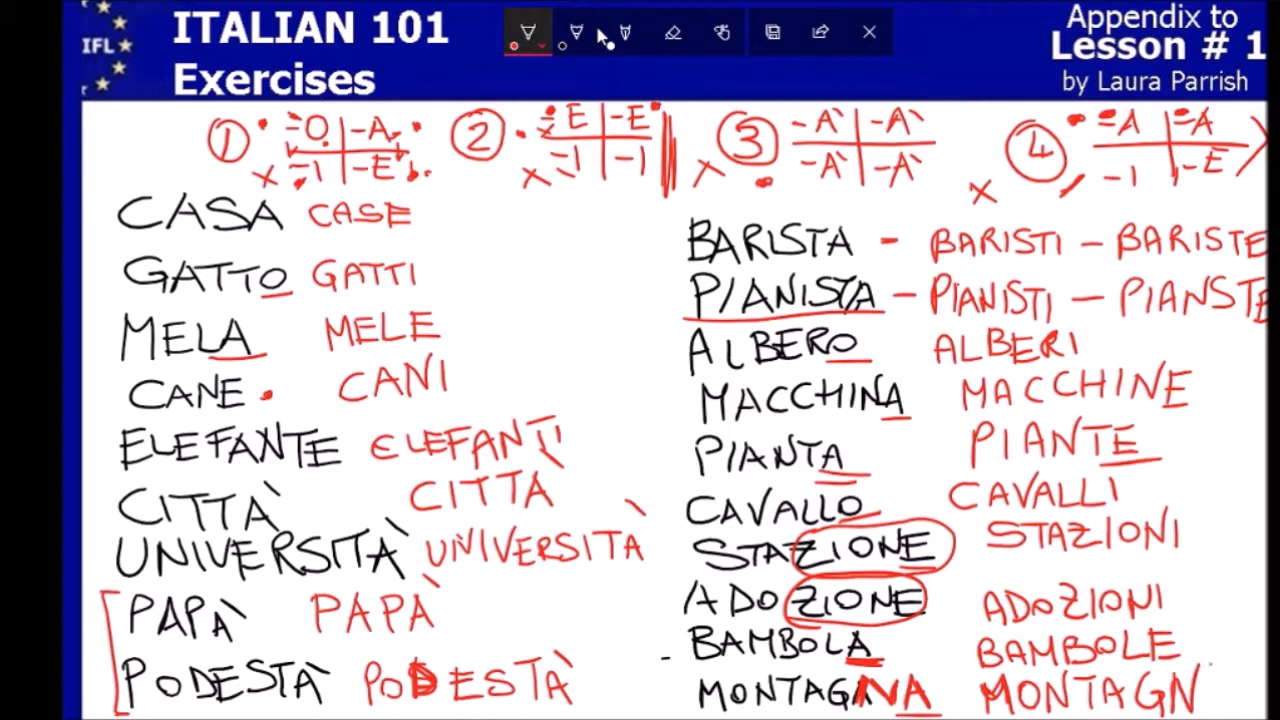 IFL
ITALIAN 101
Exercises
Appendix to
Lesson # 1
by Laura Parrish
1 -O -A
-I -E
2 -E -E
-I -I
3 -À -À
-À -À
4 -A -A
-I -E
CASA CASE
GATTO GATTI
MELA MELE
CANE CANI
ELEFANTE ELEFANTI
CITTÀ CITTÀ
UNIVERSITÀ UNIVERSITÀ
PAPÀ PAPÀ
PODESTÀ PODESTÀ
BARISTA - BARISTI - BARISTE
PIANISTA - PIANISTI - PIANSTE
ALBERO ALBERI
MACCHINA MACCHINE
PIANTA PIANTE
CAVALLO CAVALLI
STAZIONE STAZIONI
ADOZIONE ADOZIONI
BAMBOLA BAMBOLE
MONTAGNA MONTAGN